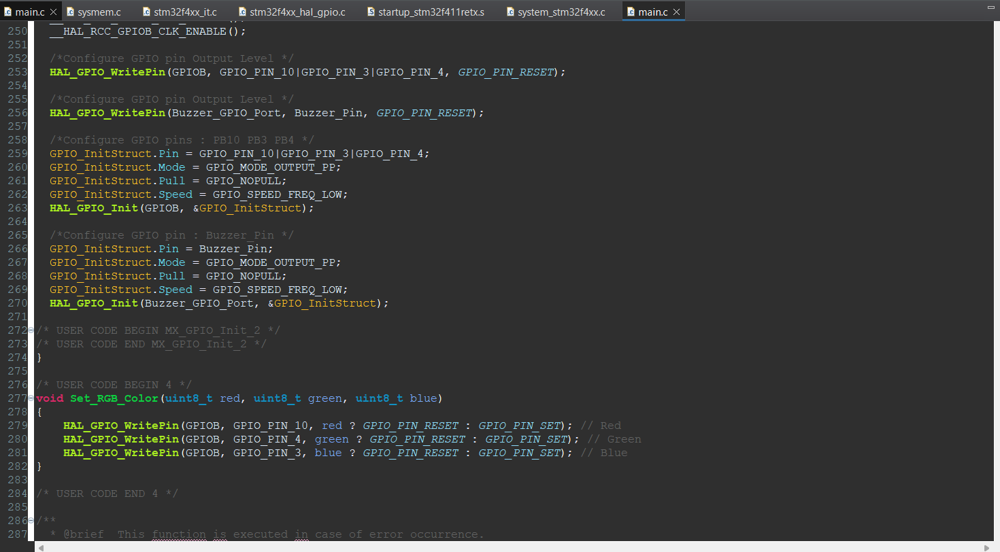 main.c sysmem.c stm32f4xx_it.c stm32f4xx_hal_gpio.c startup_stm32f411retx.s system_stm32f4xx.c main.c
250 __HAL_RCC_GPIOB_CLK_ENABLE();
251
252 /*Configure GPIO pin Output Level */
253 HAL_GPIO_WritePin(GPIOB, GPIO_PIN_10|GPIO_PIN_3|GPIO_PIN_4, GPIO_PIN_RESET);
254
255 /*Configure GPIO pin Output Level */
256 HAL_GPIO_WritePin(Buzzer_GPIO_Port, Buzzer_Pin, GPIO_PIN_RESET);
257
258 /*Configure GPIO pins : PB10 PB3 PB4 */
259 GPIO_InitStruct.Pin = GPIO_PIN_10|GPIO_PIN_3|GPIO_PIN_4;
260 GPIO_InitStruct.Mode = GPIO_MODE_OUTPUT_PP;
261 GPIO_InitStruct.Pull = GPIO_NOPULL;
262 GPIO_InitStruct.Speed = GPIO_SPEED_FREQ_LOW;
263 HAL_GPIO_Init(GPIOB, &GPIO_InitStruct);
264
265 /*Configure GPIO pin : Buzzer_Pin */
266 GPIO_InitStruct.Pin = Buzzer_Pin;
267 GPIO_InitStruct.Mode = GPIO_MODE_OUTPUT_PP;
268 GPIO_InitStruct.Pull = GPIO_NOPULL;
269 GPIO_InitStruct.Speed = GPIO_SPEED_FREQ_LOW;
270 HAL_GPIO_Init(Buzzer_GPIO_Port, &GPIO_InitStruct);
271
272 /* USER CODE BEGIN MX_GPIO_Init_2 */
273 /* USER CODE END MX_GPIO_Init_2 */
274 }
275
276 /* USER CODE BEGIN 4 */
277 void Set_RGB_Color(uint8_t red, uint8_t green, uint8_t blue)
278 {
279 HAL_GPIO_WritePin(GPIOB, GPIO_PIN_10, red ? GPIO_PIN_RESET : GPIO_PIN_SET); // Red
280 HAL_GPIO_WritePin(GPIOB, GPIO_PIN_4, green ? GPIO_PIN_RESET : GPIO_PIN_SET); // Green
281 HAL_GPIO_WritePin(GPIOB, GPIO_PIN_3, blue ? GPIO_PIN_RESET : GPIO_PIN_SET); // Blue
282 }
283
284 /* USER CODE END 4 */
285
286 /**
287 * @brief This function is executed in case of error occurrence.